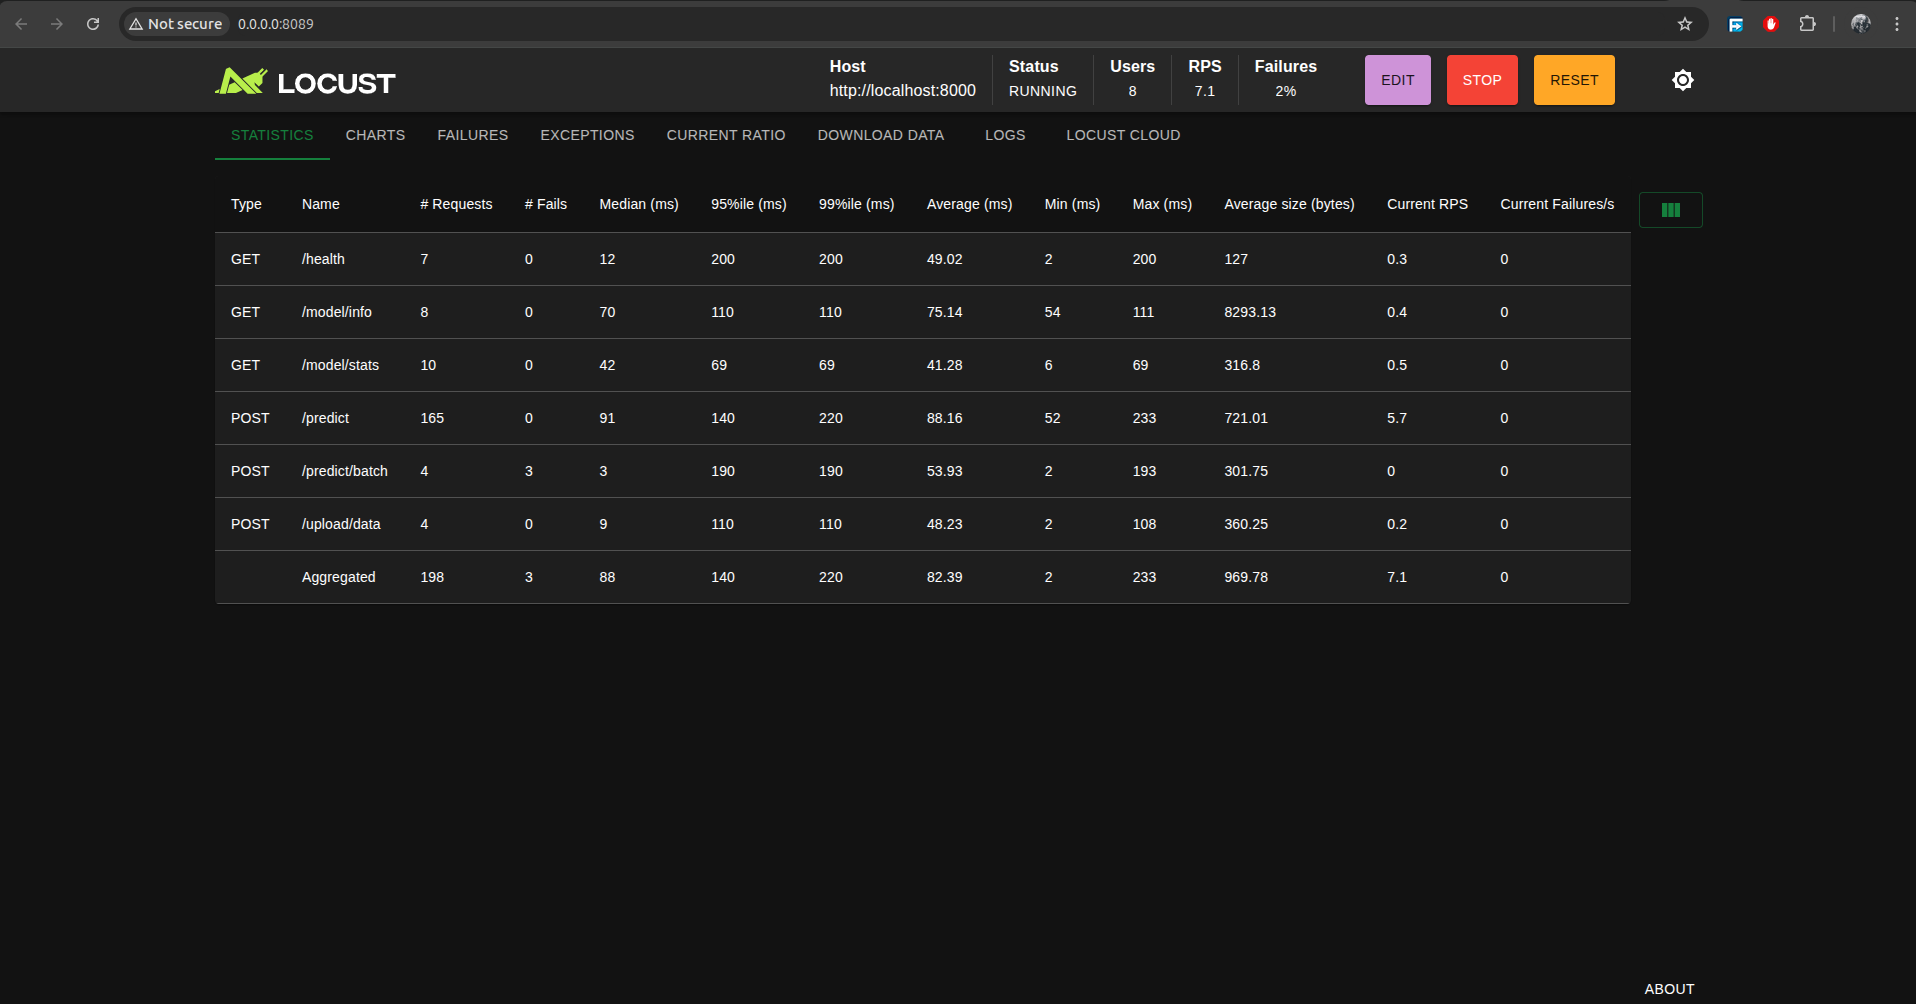 Not secure 0.0.0.0:8089
LOCUST
Host Status Users RPS Failures
http://localhost:8000 RUNNING 8 7.1 2% EDIT STOP RESET
STATISTICS CHARTS FAILURES EXCEPTIONS CURRENT RATIO DOWNLOAD DATA LOGS LOCUST CLOUD
Type Name # Requests # Fails Median (ms) 95%ile (ms) 99%ile (ms) Average (ms) Min (ms) Max (ms) Average size (bytes) Current RPS Current Failures/s
GET /health 7 0 12 200 200 49.02 2 200 127 0.3 0
GET /model/info 8 0 70 110 110 75.14 54 111 8293.13 0.4 0
GET /model/stats 10 0 42 69 69 41.28 6 69 316.8 0.5 0
POST /predict 165 0 91 140 220 88.16 52 233 721.01 5.7 0
POST /predict/batch 4 3 3 190 190 53.93 2 193 301.75 0 0
POST /upload/data 4 0 9 110 110 48.23 2 108 360.25 0.2 0
Aggregated 198 3 88 140 220 82.39 2 233 969.78 7.1 0
ABOUT